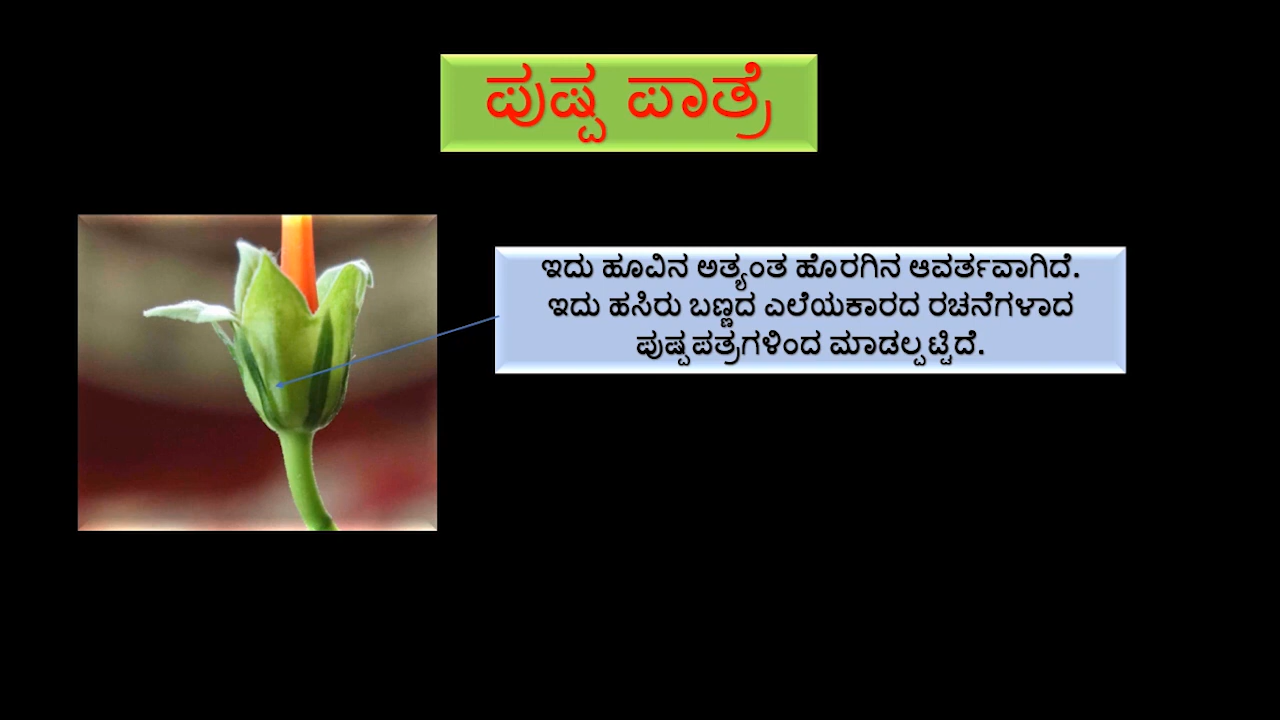 ಪುಷ್ಪ ಪಾತ್ರೆ
ಇದು ಹೂವಿನ ಅತ್ಯಂತ ಹೊರಗಿನ ಆವರ್ತವಾಗಿದೆ.
ಇದು ಹಸಿರು ಬಣ್ಣದ ಎಲೆಯಕಾರದ ರಚನೆಗಳಾದ
ಪುಷ್ಪಪತ್ರಗಳಿಂದ ಮಾಡಲ್ಪಟ್ಟಿದೆ.